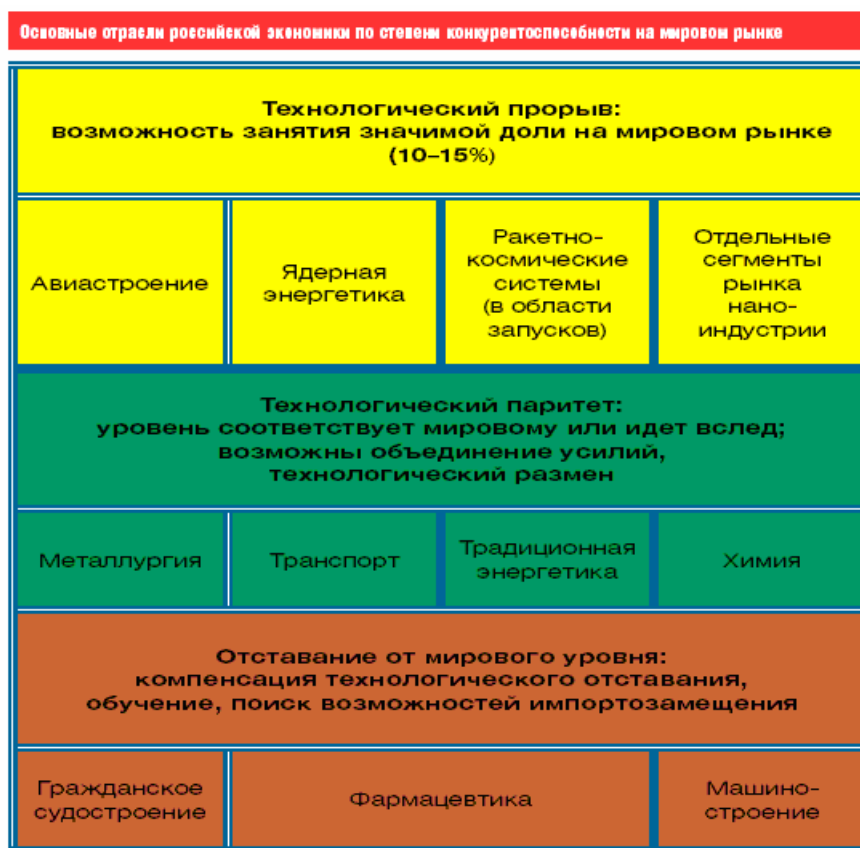 Основные отрасли российской экономики по степени конкурентоспособности на мировом рынке
Технологический прорыв:
возможность занятия значимой доли на мировом рынке
(10–15%)
Авиастроение
Ядерная
энергетика
Ракетно-
космические
системы
(в области
запусков)
Отдельные
сегменты
рынка
нано-
индустрии
Технологический паритет:
уровень соответствует мировому или идет вслед;
возможны объединение усилий,
технологический размен
Металлургия
Транспорт
Традиционная
энергетика
Химия
Отставание от мирового уровня:
компенсация технологического отставания,
обучение, поиск возможностей импортозамещения
Гражданское
судостроение
Фармацевтика
Машино-
строение